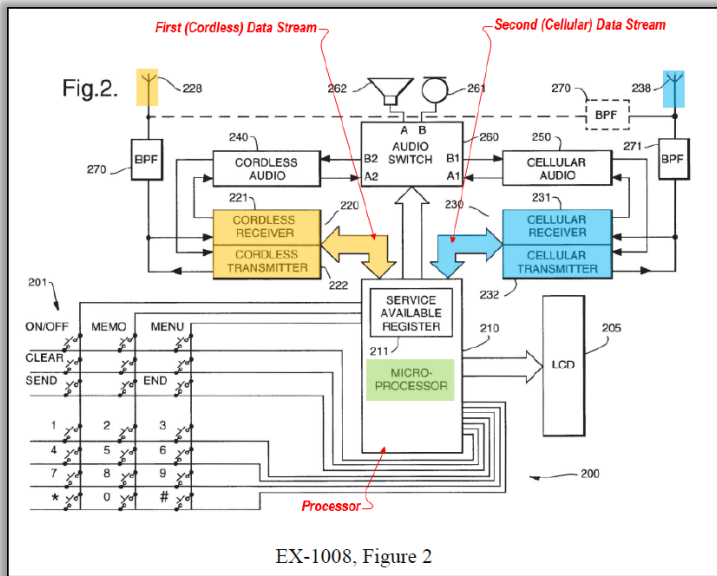 First (Cordless) Data Stream
Second (Cellular) Data Stream
Fig.2.
228
262
261
270
238
BPF
A B
240
260
250
271
BPF
CORDLESS AUDIO
B2
A2
AUDIO SWITCH
B1
A1
CELLULAR AUDIO
BPF
270
221
220
230
231
CORDLESS RECEIVER
CELLULAR RECEIVER
CORDLESS TRANSMITTER
CELLULAR TRANSMITTER
222
232
201
SERVICE AVAILABLE REGISTER
210
205
ON/OFF MEMO MENU
211
CLEAR
MICRO-PROCESSOR
LCD
SEND END
1 2 3
4 5 6
7 8 9
* 0 #
200
Processor
EX-1008, Figure 2